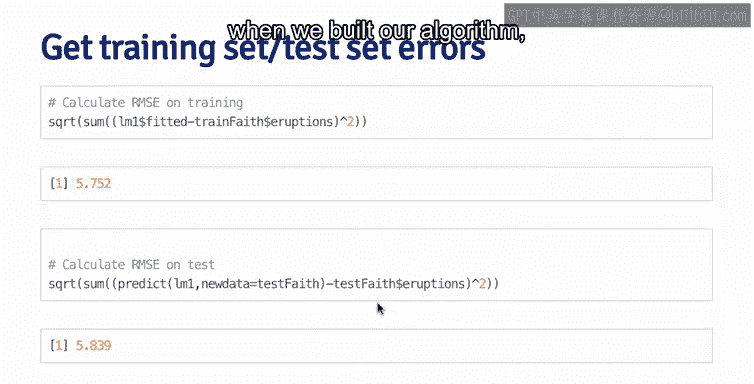 when we built our algorithm,
Get training set/test set errors
# Calculate RMSE on training
sqrt(sum((lm1$fitted-trainFaith$eruptions)^2))
[1] 5.752
# Calculate RMSE on test
sqrt(sum((predict(lm1,newdata=testFaith)-testFaith$eruptions)^2))
[1] 5.839